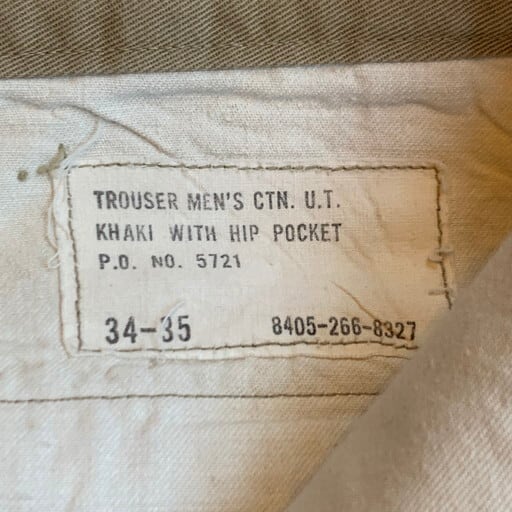 TROUSER MEN'S CTN. U.T.
KHAKI WITH HIP POCKET
P.O. NO. 5721
34-35 8405-266-8327